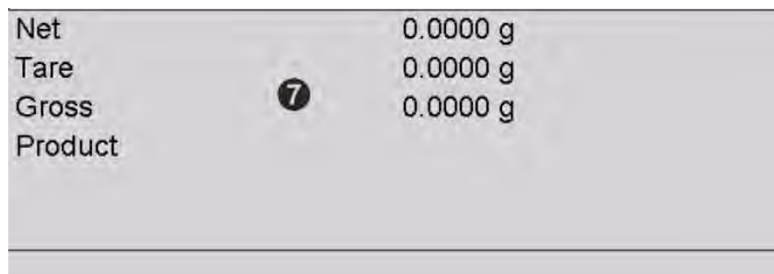 Net 0.0000 g
Tare 0.0000 g
7
Gross 0.0000 g
Product